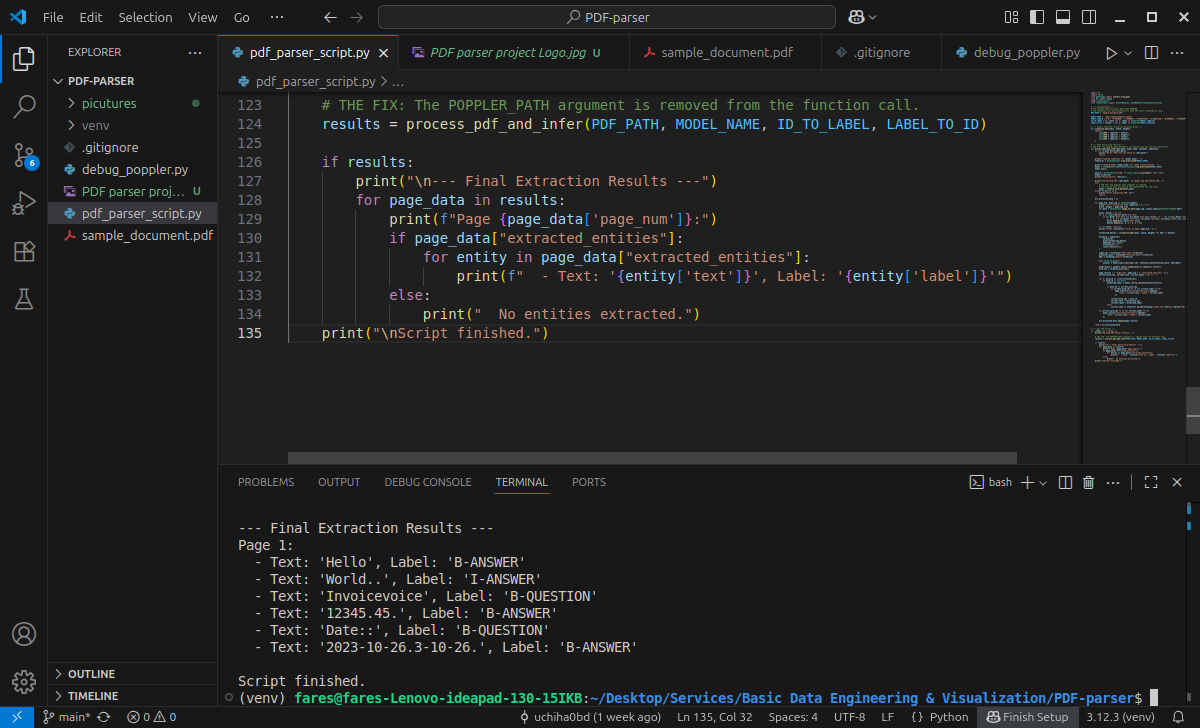 File Edit Selection View Go ··· PDF-parser
EXPLORER ···
PDF-PARSER
picutures
venv
.gitignore
debug_poppler.py
PDF parser proj... U
pdf_parser_script.py
sample_document.pdf
OUTLINE
TIMELINE
pdf_parser_script.py PDF parser project Logo.jpg U sample_document.pdf .gitignore debug_poppler.py ···
pdf_parser_script.py > ...
123 # THE FIX: The POPPLER_PATH argument is removed from the function call.
124 results = process_pdf_and_infer(PDF_PATH, MODEL_NAME, ID_TO_LABEL, LABEL_TO_ID)
125
126 if results:
127 print("\n--- Final Extraction Results ---")
128 for page_data in results:
129 print(f"Page {page_data['page_num']}:")
130 if page_data["extracted_entities"]:
131 for entity in page_data["extracted_entities"]:
132 print(f"  - Text: '{entity['text']}', Label: '{entity['label']}'")
133 else:
134 print("  No entities extracted.")
135 print("\nScript finished.")
PROBLEMS OUTPUT DEBUG CONSOLE TERMINAL PORTS bash ···
--- Final Extraction Results ---
Page 1:
- Text: 'Hello', Label: 'B-ANSWER'
- Text: 'World..', Label: 'I-ANSWER'
- Text: 'Invoicevoice', Label: 'B-QUESTION'
- Text: '12345.45.', Label: 'B-ANSWER'
- Text: 'Date::', Label: 'B-QUESTION'
- Text: '2023-10-26.3-10-26.', Label: 'B-ANSWER'
Script finished.
(venv) fares@fares-Lenovo-ideapad-130-15IKB:~/Desktop/Services/Basic Data Engineering & Visualization/PDF-parser$
6
main* 0 0 uchiha0bd (1 week ago) Ln 135, Col 32 Spaces: 4 UTF-8 LF {} Python Finish Setup 3.12.3 (venv)